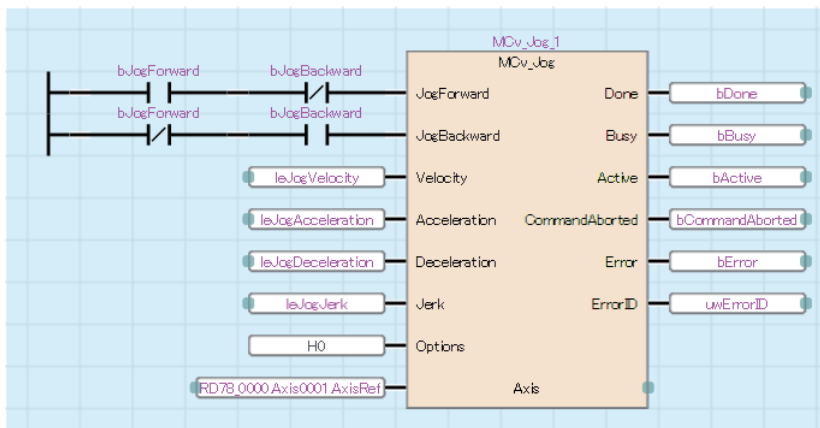 MCv_Jog_1
MCv_Jog
bJogForward bJogBackward
JogForward Done bDone
bJogForward bJogBackward
JogBackward Busy bBusy
leJogVelocity Velocity Active bActive
leJogAcceleration Acceleration CommandAborted bCommandAborted
leJogDeceleration Deceleration Error bError
leJogJerk Jerk ErrorID uwErrorID
H0 Options
RD78_0000.Axis0001.AxisRef Axis